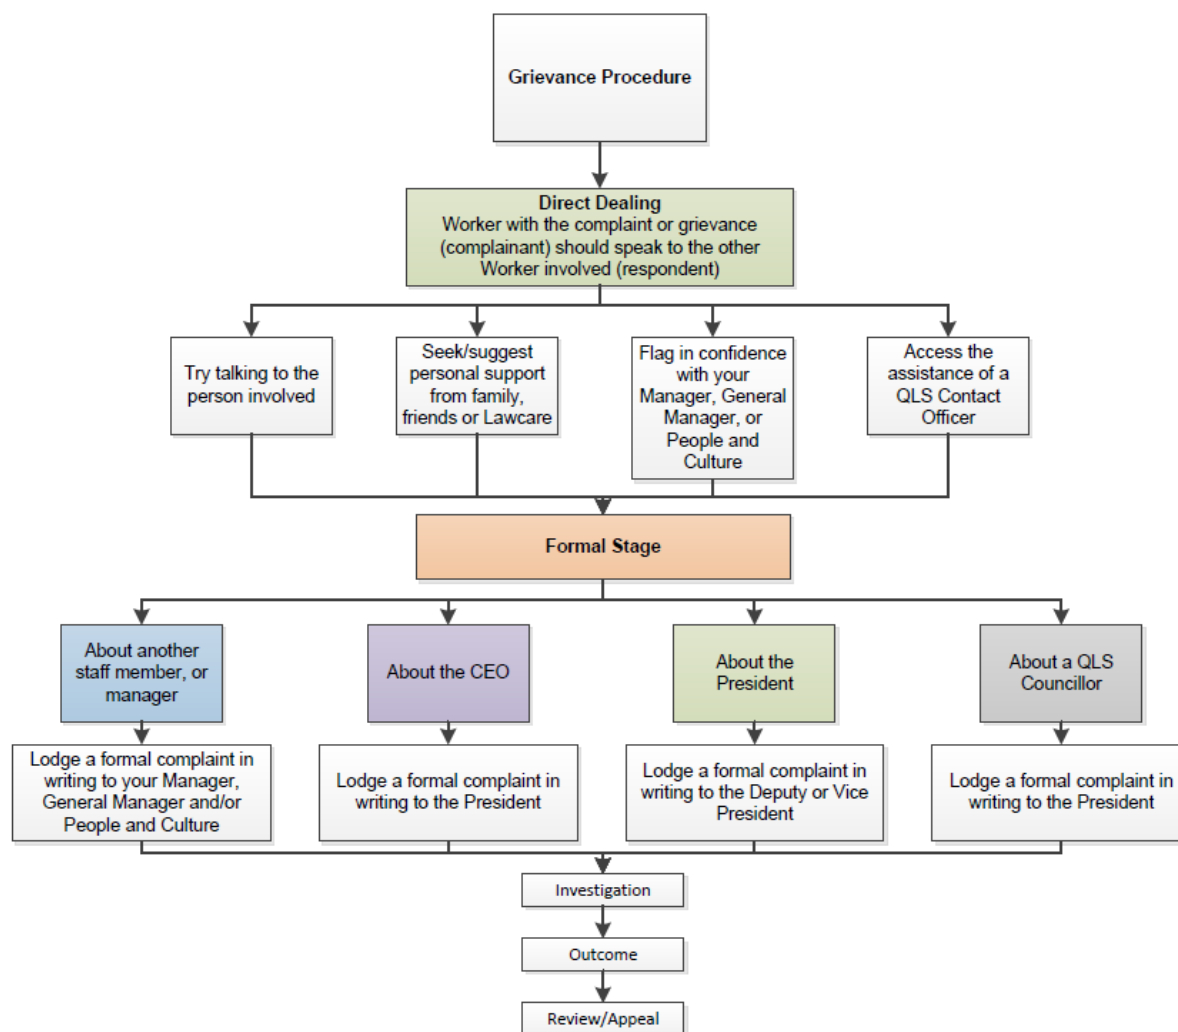 Grievance Procedure
Direct Dealing
Worker with the complaint or grievance
(complainant) should speak to the other
Worker involved (respondent)
Try talking to the
person involved
Seek/suggest
personal support
from family,
friends or Lawcare
Flag in confidence
with your
Manager, General
Manager, or
People and
Culture
Access the
assistance of a
QLS Contact
Officer
Formal Stage
About another
staff member, or
manager
About the CEO
About the
President
About a QLS
Councillor
Lodge a formal complaint in
writing to your Manager,
General Manager and/or
People and Culture
Lodge a formal complaint in
writing to the President
Lodge a formal complaint in
writing to the Deputy or Vice
President
Lodge a formal complaint in
writing to the President
Investigation
Outcome
Review/Appeal